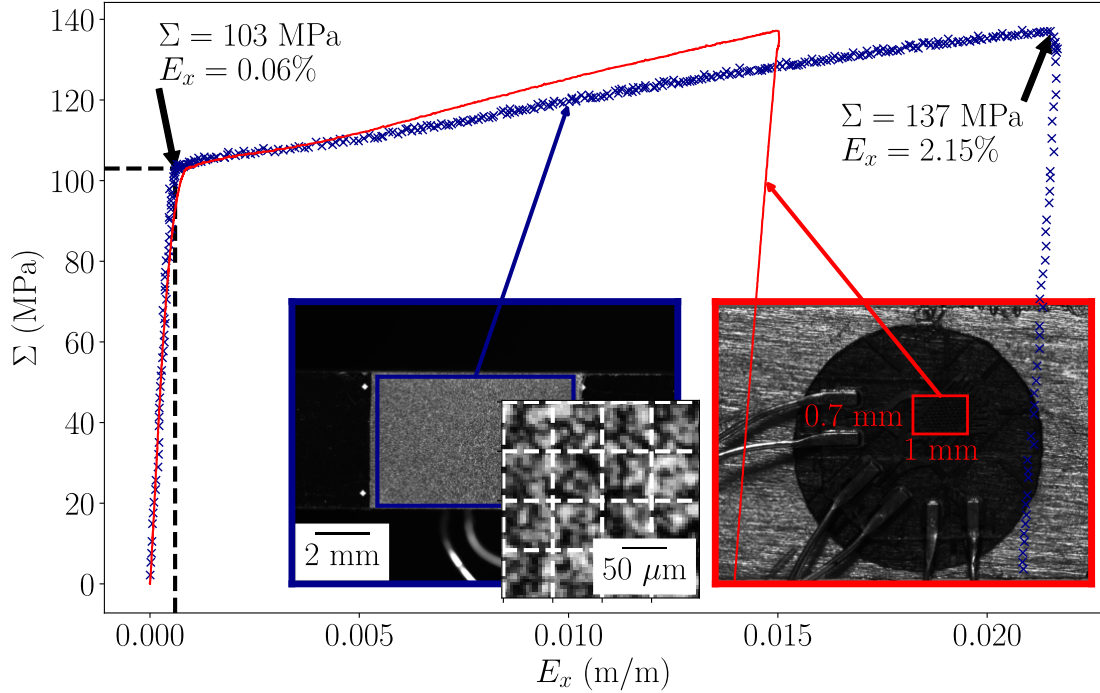 140
120
100
80
60
40
20
0
Σ (MPa)
Σ = 103 MPa
E_x = 0.06%
Σ = 137 MPa
E_x = 2.15%
0.7 mm
1 mm
2 mm
50 μm
0.000
0.005
0.010
0.015
0.020
E_x (m/m)